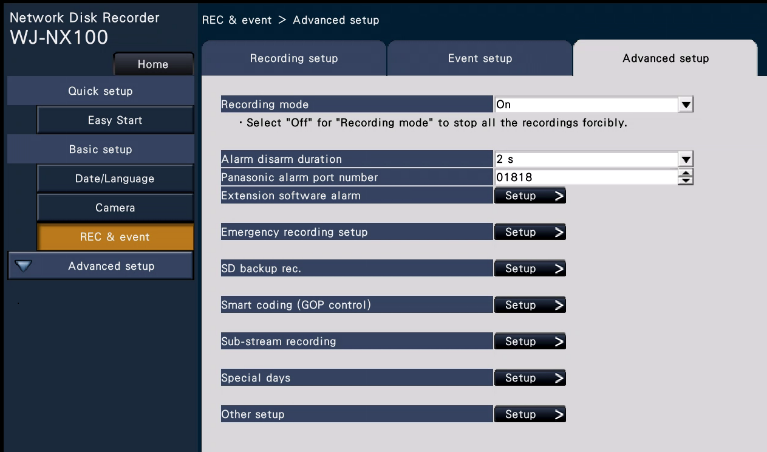 Network Disk Recorder
WJ-NX100
Home
Quick setup
Easy Start
Basic setup
Date/Language
Camera
REC & event
Advanced setup
REC & event > Advanced setup
Recording setup
Event setup
Advanced setup
Recording mode On
・Select "Off" for "Recording mode" to stop all the recordings forcibly.
Alarm disarm duration 2 s
Panasonic alarm port number 01818
Extension software alarm Setup >
Emergency recording setup Setup >
SD backup rec. Setup >
Smart coding (GOP control) Setup >
Sub-stream recording Setup >
Special days Setup >
Other setup Setup >